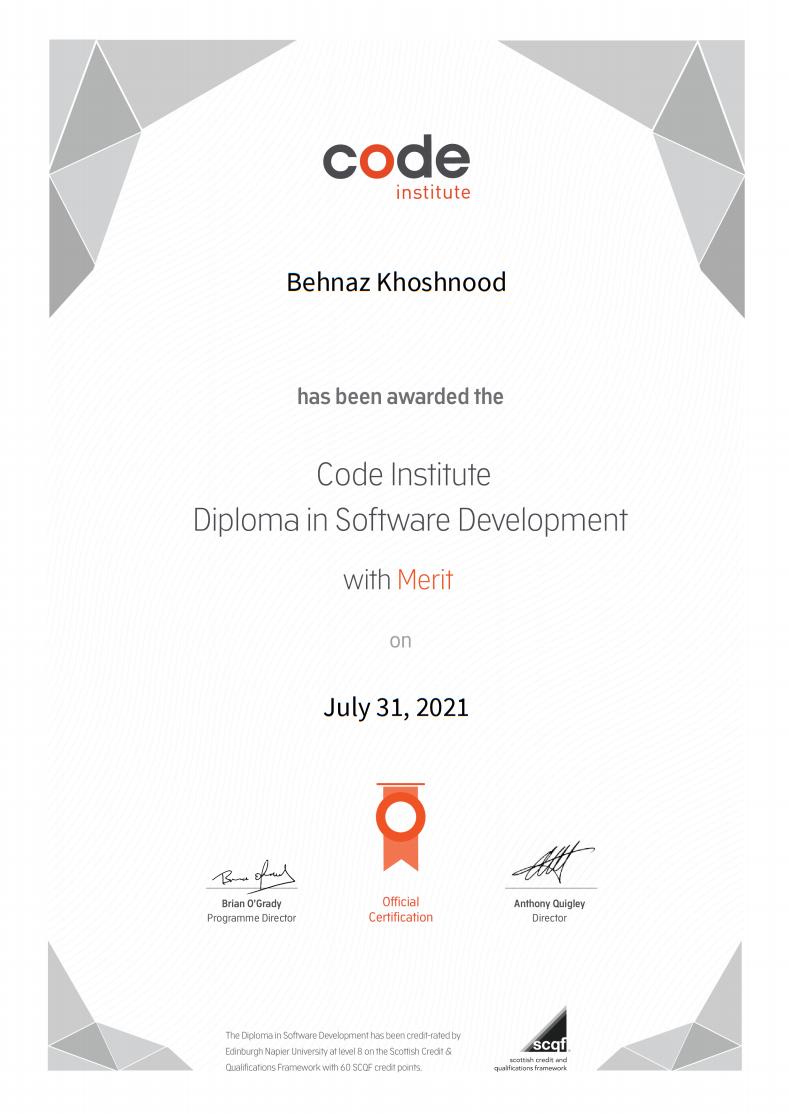 code
institute
Behnaz Khoshnood
has been awarded the
Code Institute
Diploma in Software Development
with Merit
on
July 31, 2021
Brian O'Grady
Programme Director
Official
Certification
Anthony Quigley
Director
The Diploma in Software Development has been credit-rated by
Edinburgh Napier University at level 8 on the Scottish Credit &
Qualifications Framework with 60 SCQF credit points.
scqf
scottish credit and
qualifications framework